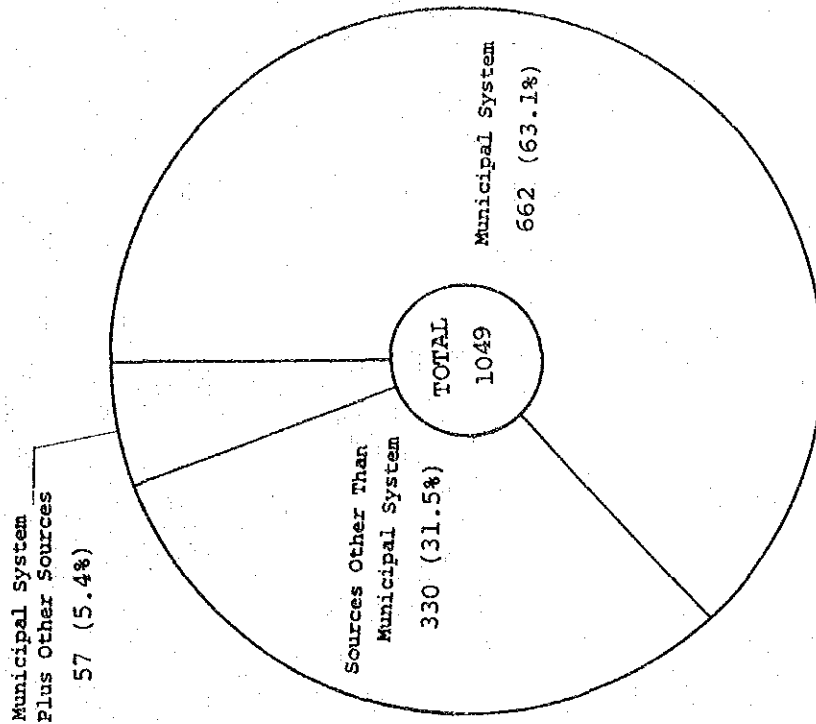 Municipal System
Plus Other Sources
57 (5.4%)
Sources Other Than
Municipal System
330 (31.5%)
TOTAL
1049
Municipal System
662 (63.1%)